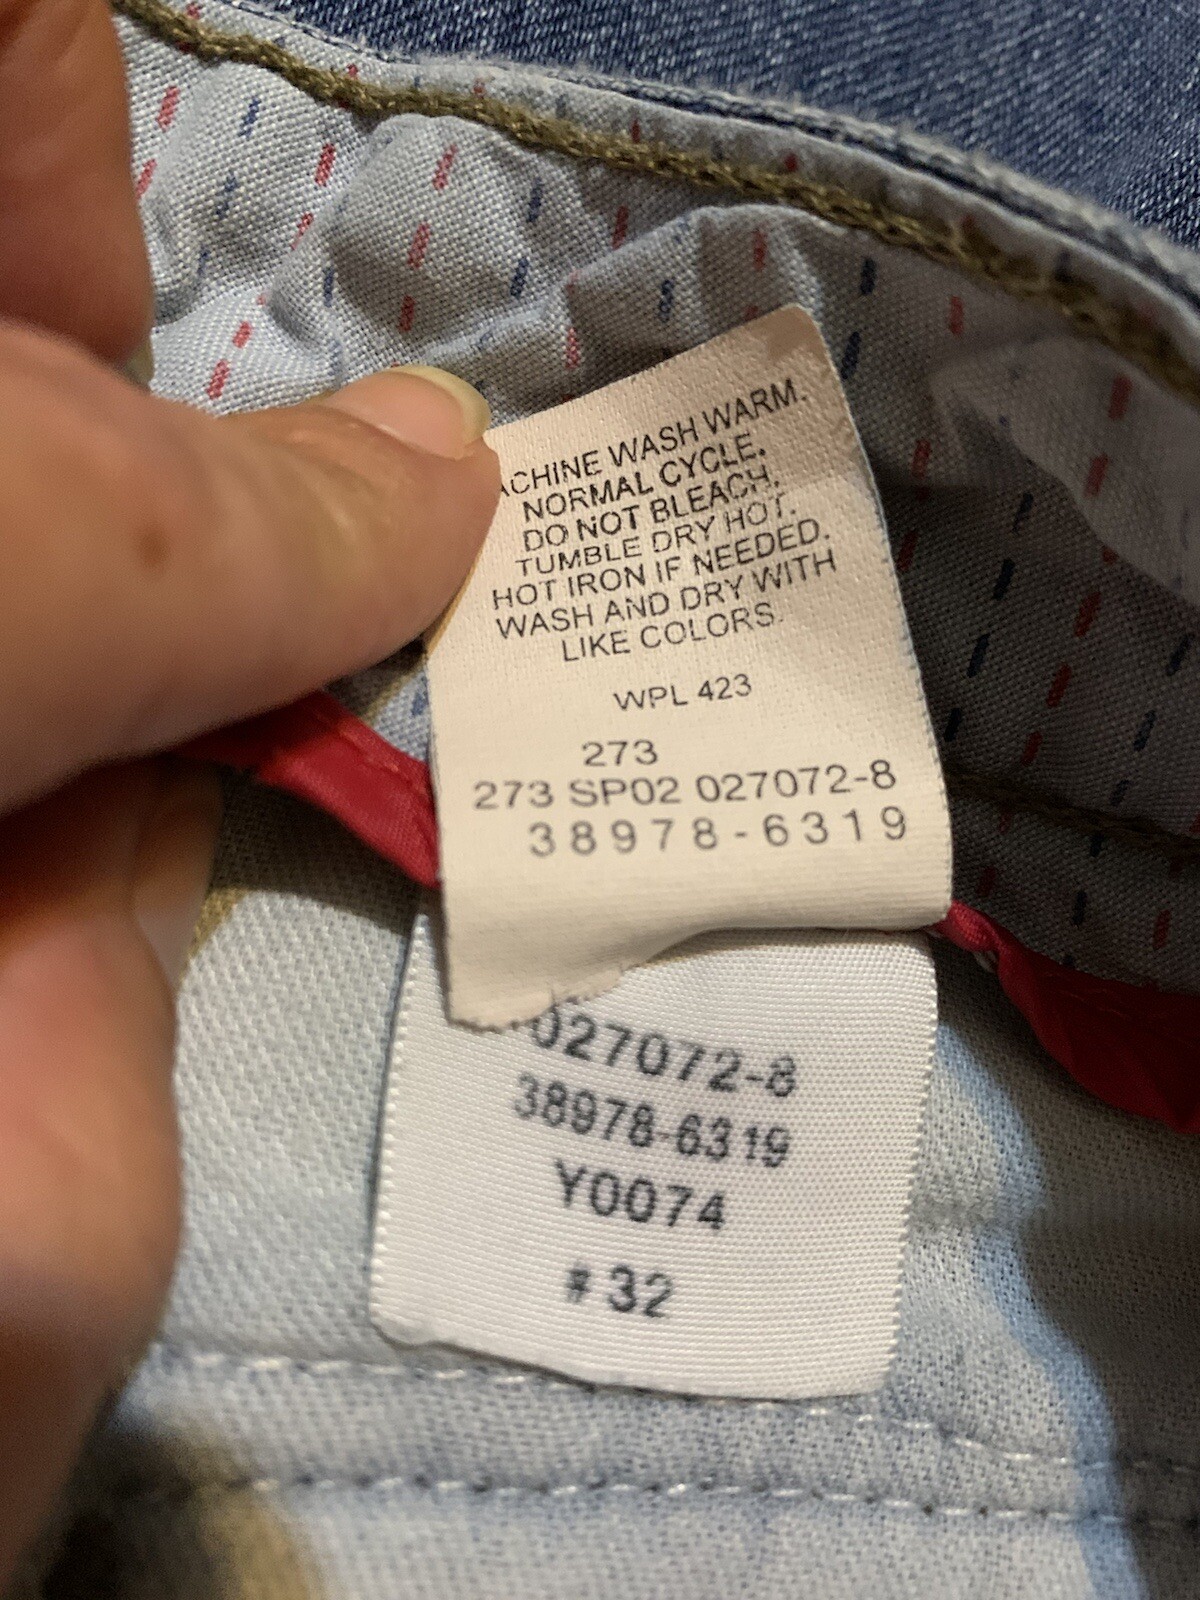 ACHINE WASH WARM.
NORMAL CYCLE.
DO NOT BLEACH.
TUMBLE DRY HOT.
HOT IRON IF NEEDED.
WASH AND DRY WITH
LIKE COLORS.
WPL 423
273
273 SP02 027072-8
38978-6319
027072-8
38978-6319
Y0074
# 32